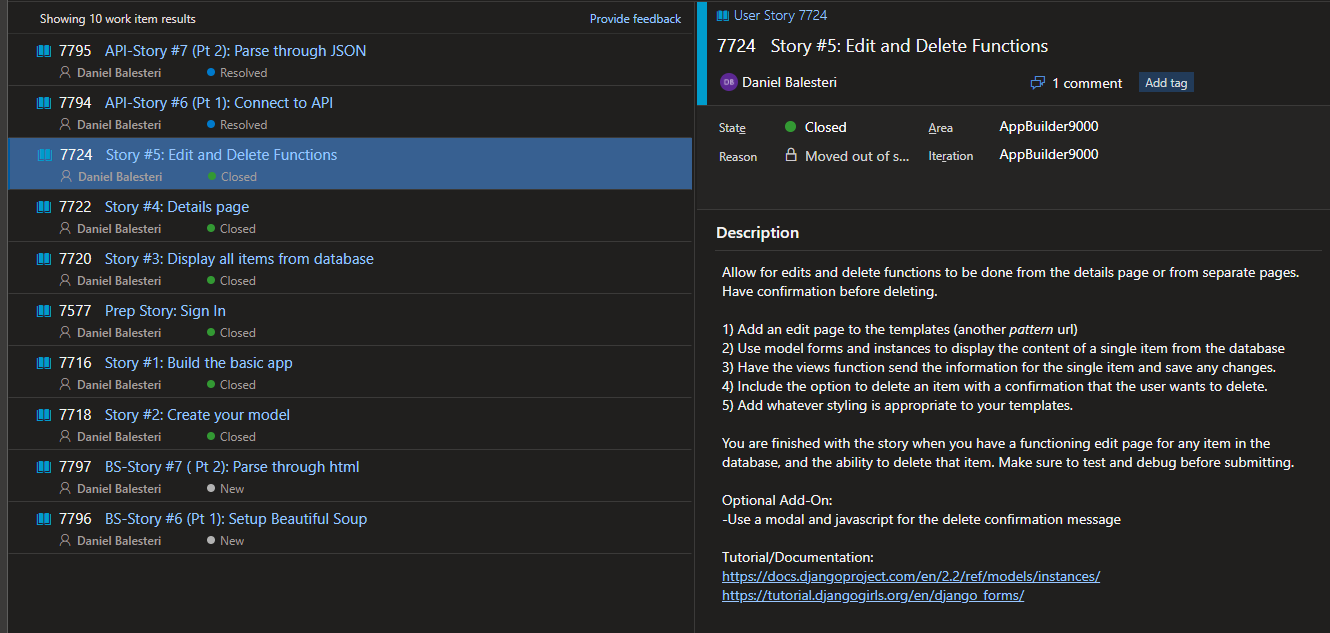 Showing 10 work item results
Provide feedback
7795 API-Story #7 (Pt 2): Parse through JSON
Daniel Balesteri Resolved
7794 API-Story #6 (Pt 1): Connect to API
Daniel Balesteri Resolved
7724 Story #5: Edit and Delete Functions
Daniel Balesteri Closed
7722 Story #4: Details page
Daniel Balesteri Closed
7720 Story #3: Display all items from database
Daniel Balesteri Closed
7577 Prep Story: Sign In
Daniel Balesteri Closed
7716 Story #1: Build the basic app
Daniel Balesteri Closed
7718 Story #2: Create your model
Daniel Balesteri Closed
7797 BS-Story #7 ( Pt 2): Parse through html
Daniel Balesteri New
7796 BS-Story #6 (Pt 1): Setup Beautiful Soup
Daniel Balesteri New
User Story 7724
7724 Story #5: Edit and Delete Functions
DB Daniel Balesteri 1 comment Add tag
State Closed Area AppBuilder9000
Reason Moved out of s... Iteration AppBuilder9000
Description
Allow for edits and delete functions to be done from the details page or from separate pages.
Have confirmation before deleting.
1) Add an edit page to the templates (another pattern url)
2) Use model forms and instances to display the content of a single item from the database
3) Have the views function send the information for the single item and save any changes.
4) Include the option to delete an item with a confirmation that the user wants to delete.
5) Add whatever styling is appropriate to your templates.
You are finished with the story when you have a functioning edit page for any item in the
database, and the ability to delete that item. Make sure to test and debug before submitting.
Optional Add-On:
-Use a modal and javascript for the delete confirmation message
Tutorial/Documentation:
https://docs.djangoproject.com/en/2.2/ref/models/instances/
https://tutorial.djangogirls.org/en/django_forms/